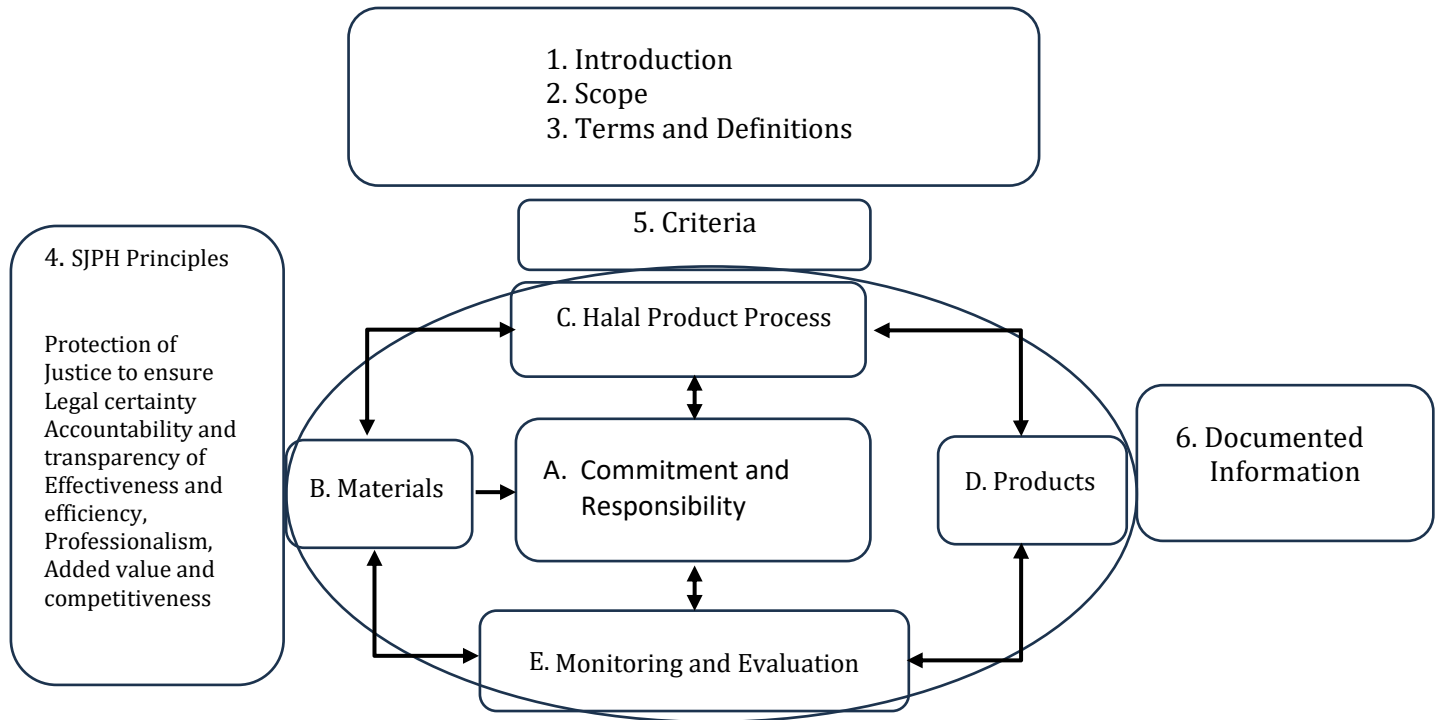 1. Introduction
2. Scope
3. Terms and Definitions
5. Criteria
4. SJPH Principles
Protection of
Justice to ensure
Legal certainty
Accountability and
transparency of
Effectiveness and
efficiency,
Professionalism,
Added value and
competitiveness
C. Halal Product Process
B. Materials
A. Commitment and
Responsibility
D. Products
6. Documented
Information
E. Monitoring and Evaluation